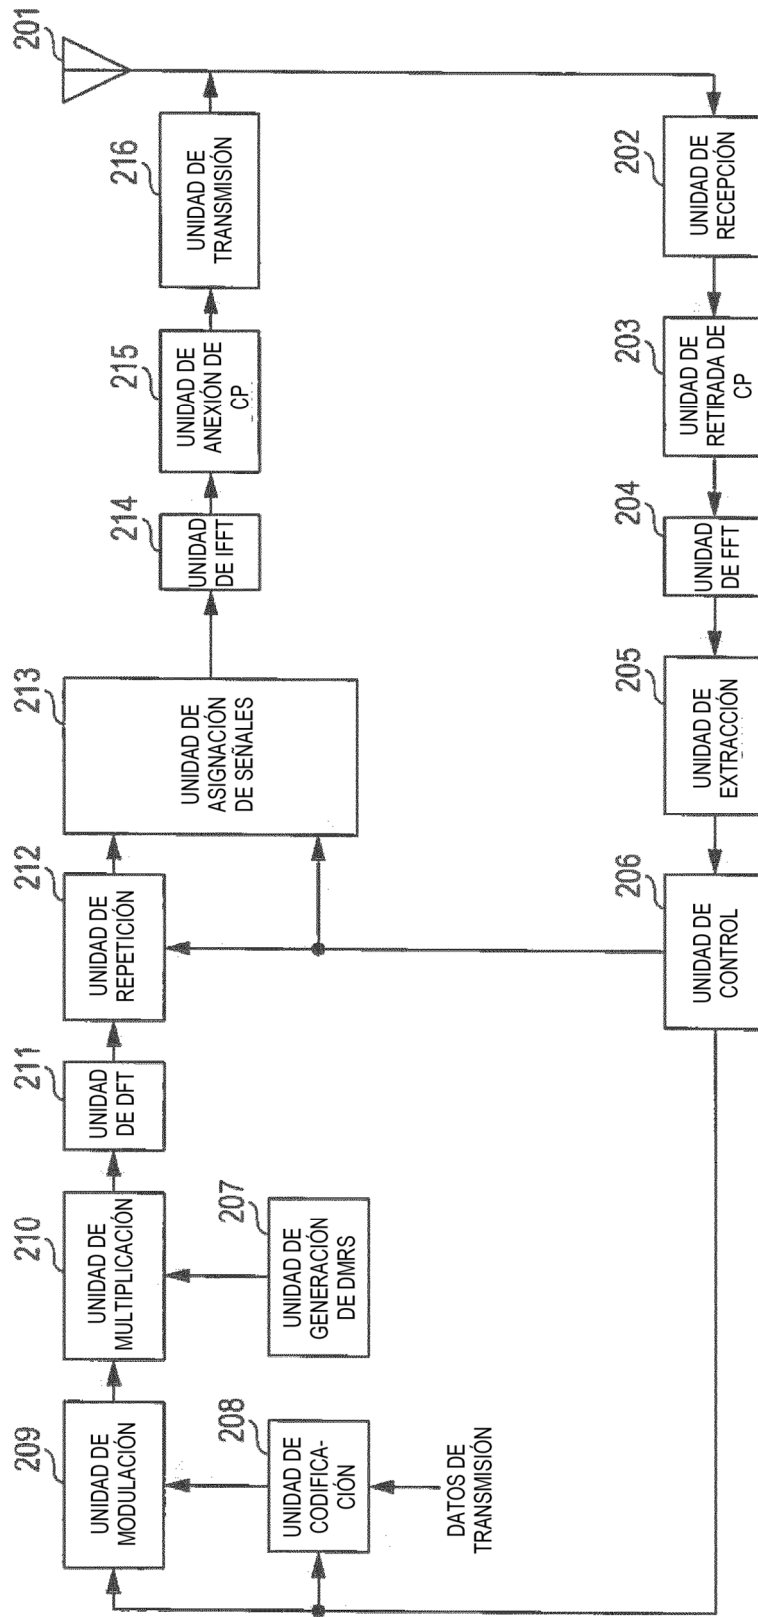 209
UNIDAD DE
MODULACIÓN
210
UNIDAD DE
MULTIPLICACIÓN
211
UNIDAD
DE DFT
212
UNIDAD DE
REPETICIÓN
213
UNIDAD DE
ASIGNACIÓN
DE SEÑALES
214
UNIDAD
DE IFFT
215
UNIDAD DE
ANEXIÓN DE
CP
216
UNIDAD DE
TRANSMISIÓN
201
208
UNIDAD DE
CODIFICA-
CIÓN
207
UNIDAD DE
GENERACIÓN
DE DMRS
DATOS DE
TRANSMISIÓN
206
UNIDAD DE
CONTROL
205
UNIDAD DE
EXTRACCIÓN
204
UNIDAD
DE FFT
203
UNIDAD DE
RETIRADA DE
CP
202
UNIDAD DE
RECEPCIÓN